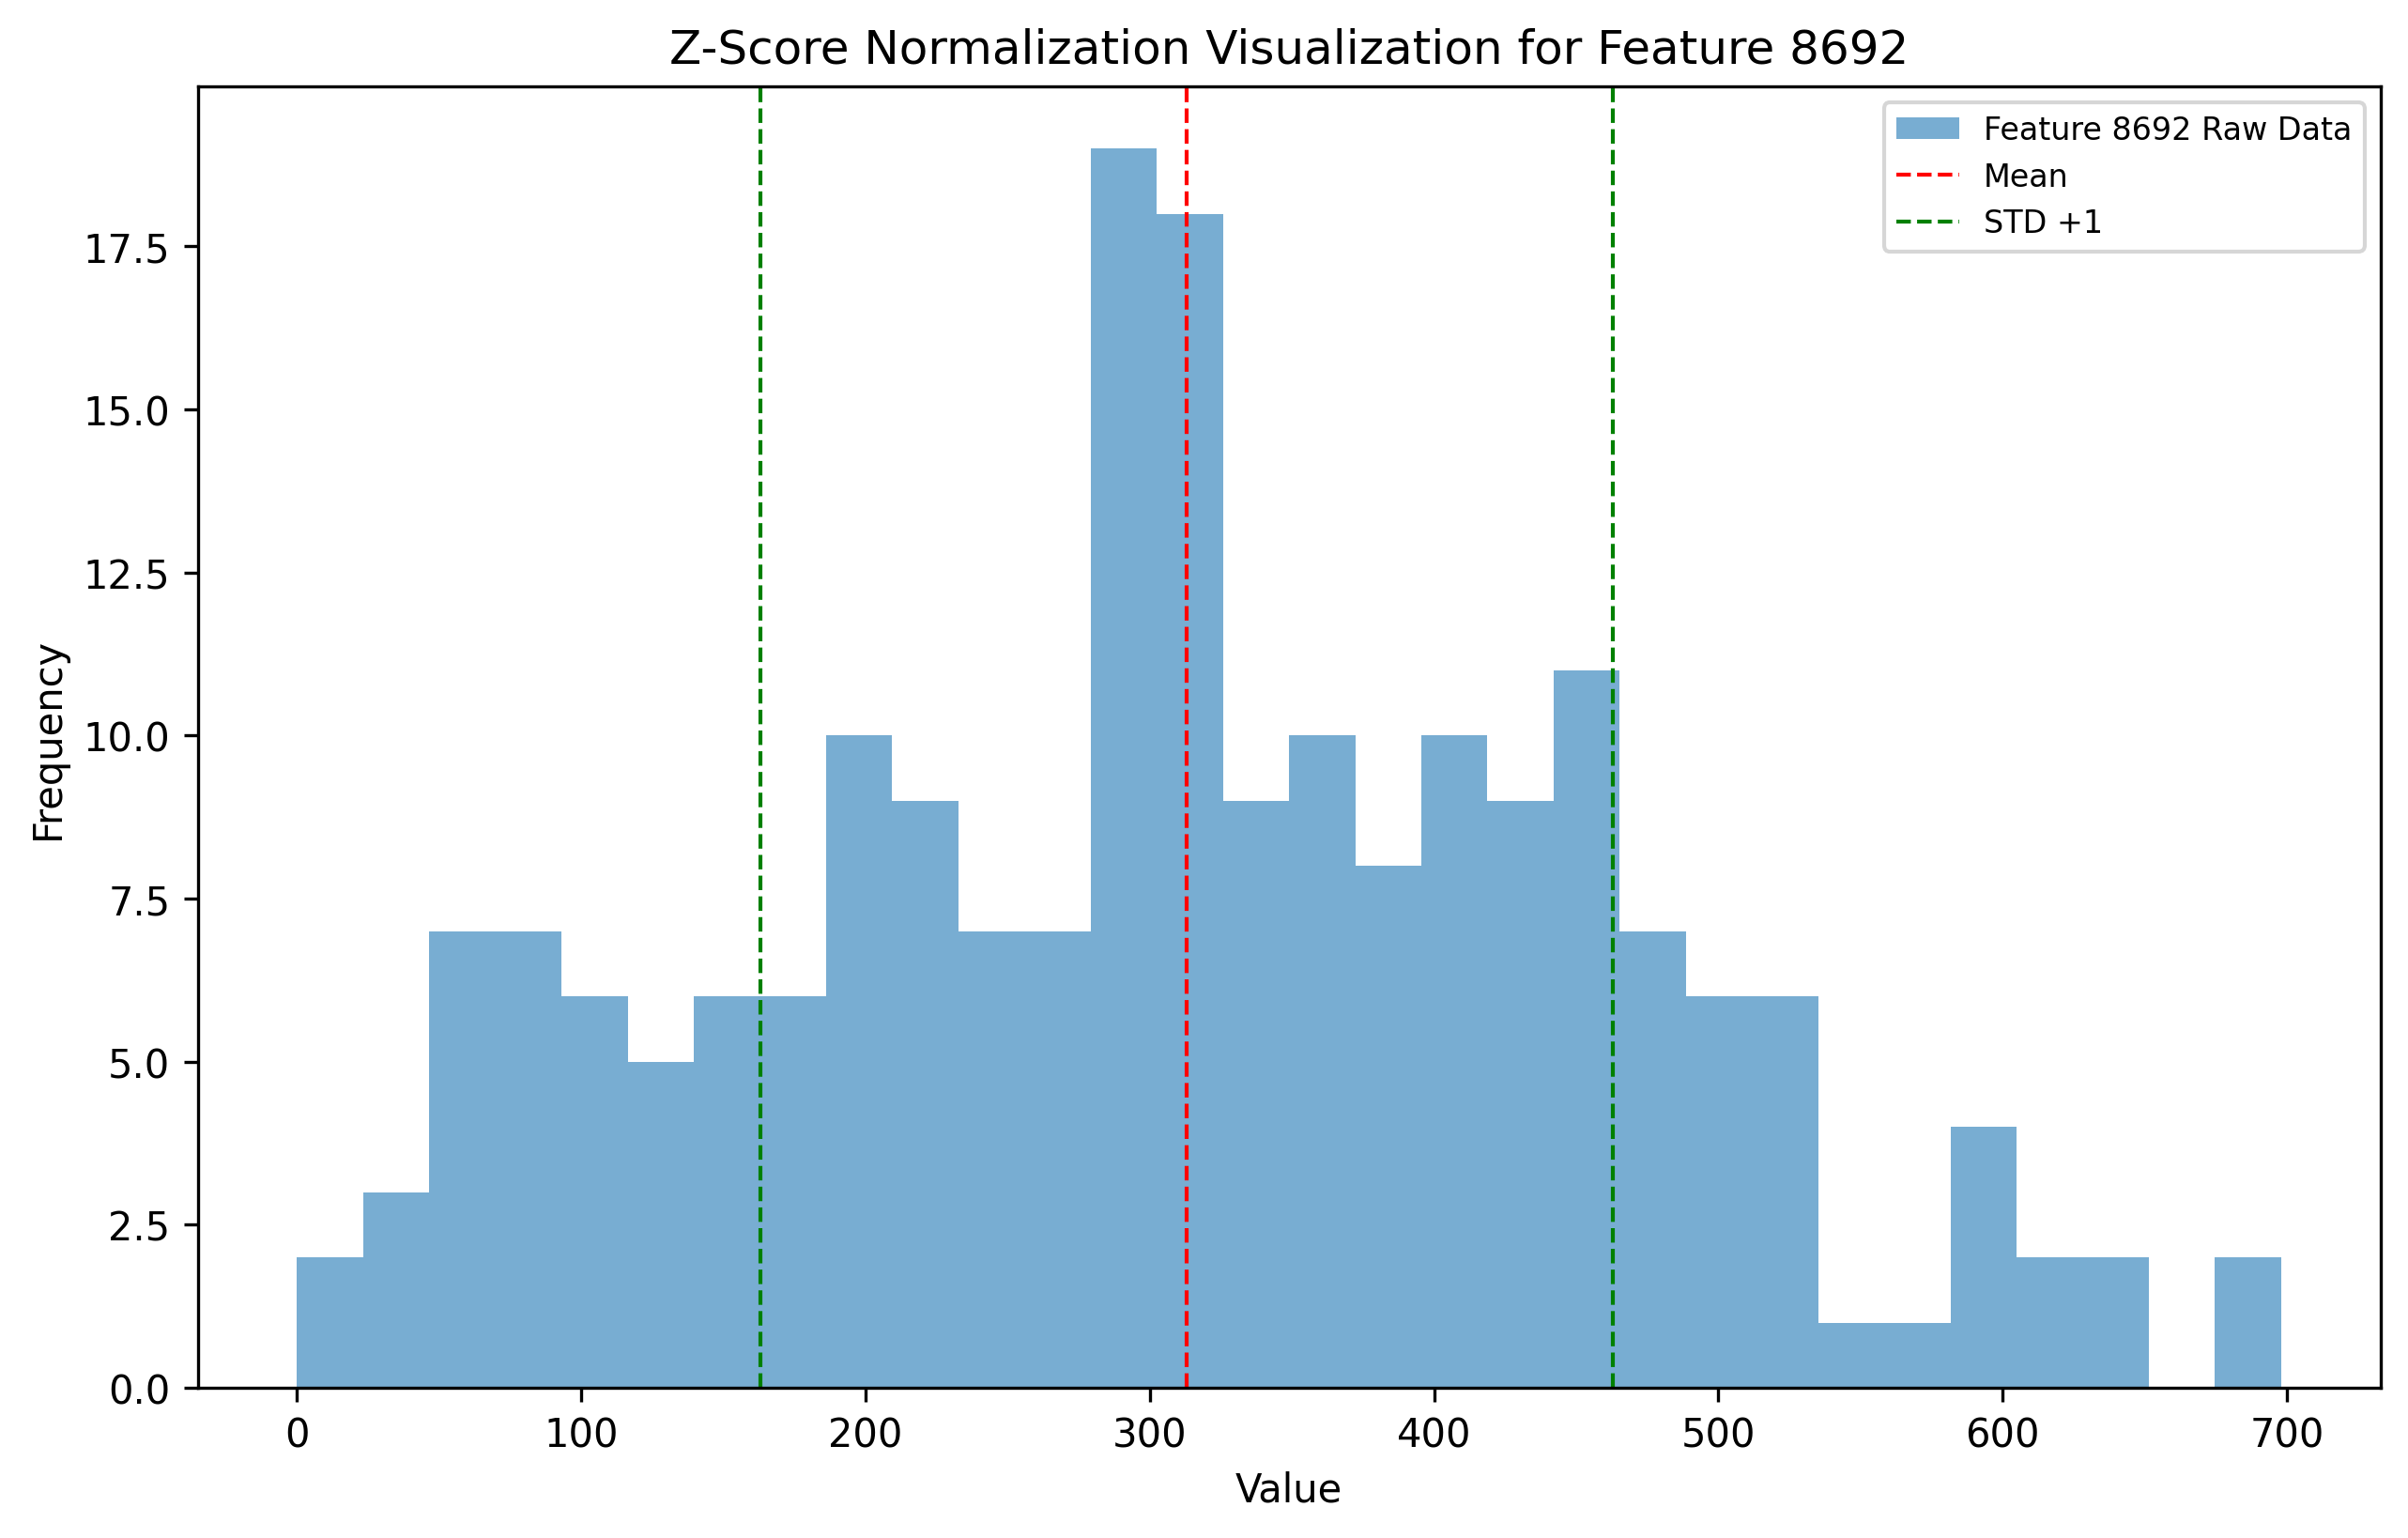 Z-Score Normalization Visualization for Feature 8692
Feature 8692 Raw Data
Mean
STD +1
Frequency
17.5
15.0
12.5
10.0
7.5
5.0
2.5
0.0
0 100 200 300 400 500 600 700
Value